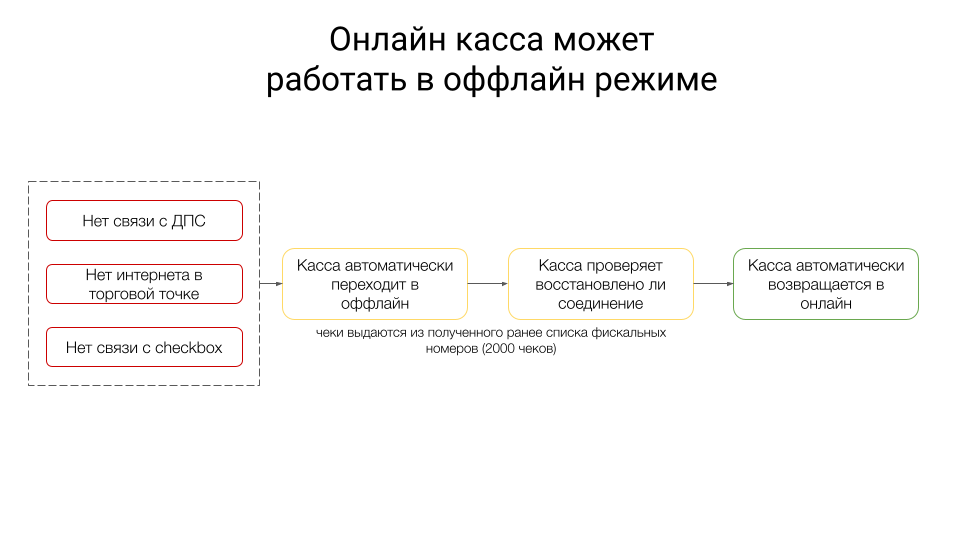 Онлайн касса может
работать в оффлайн режиме
Нет связи с ДПС
Нет интернета в
торговой точке
Нет связи с checkbox
Касса автоматически
переходит в
оффлайн
Касса проверяет
восстановлено ли
соединение
Касса автоматически
возвращается в
онлайн
чеки выдаются из полученного ранее списка фискальных
номеров (2000 чеков)